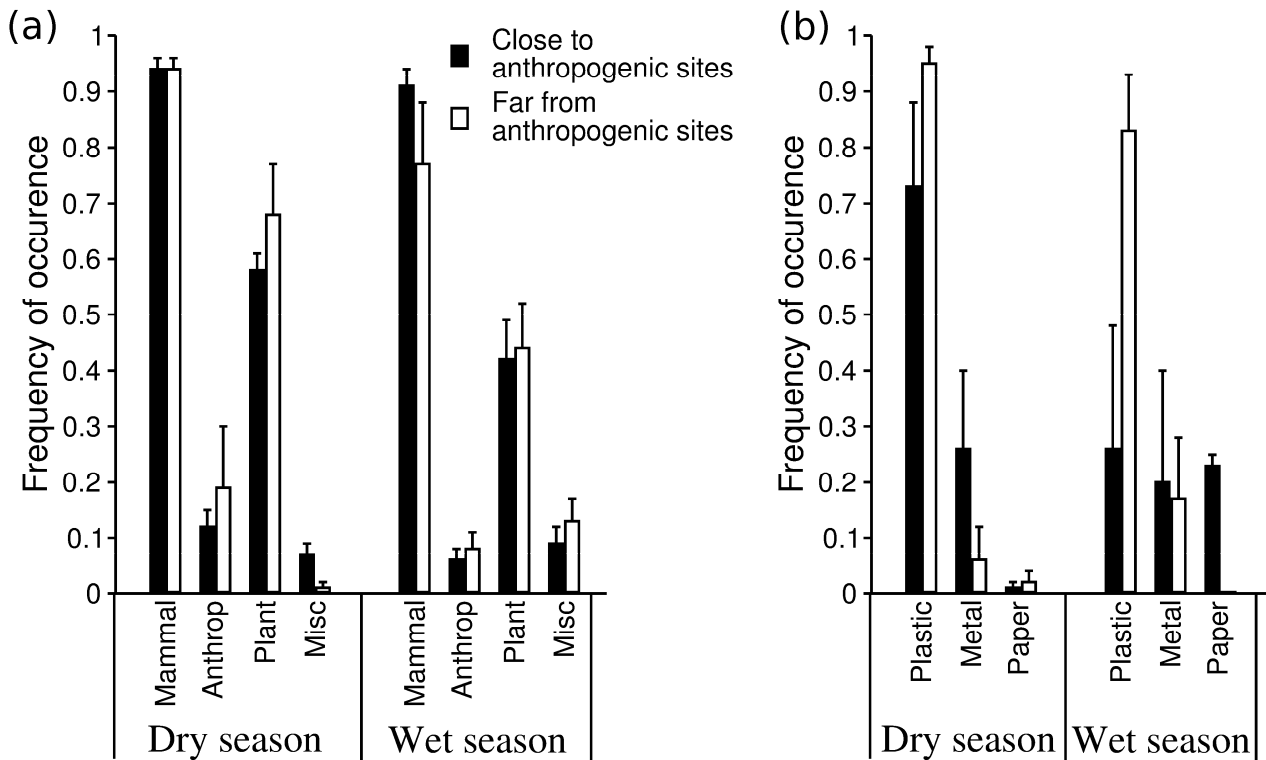 (a)
Frequency of occurence
1
0.9
0.8
0.7
0.6
0.5
0.4
0.3
0.2
0.1
0
Close to
anthropogenic sites
Far from
anthropogenic sites
Mammal
Anthrop
Plant
Misc
Mammal
Anthrop
Plant
Misc
Dry season
Wet season
(b)
Frequency of occurence
1
0.9
0.8
0.7
0.6
0.5
0.4
0.3
0.2
0.1
0
Plastic
Metal
Paper
Plastic
Metal
Paper
Dry season
Wet season